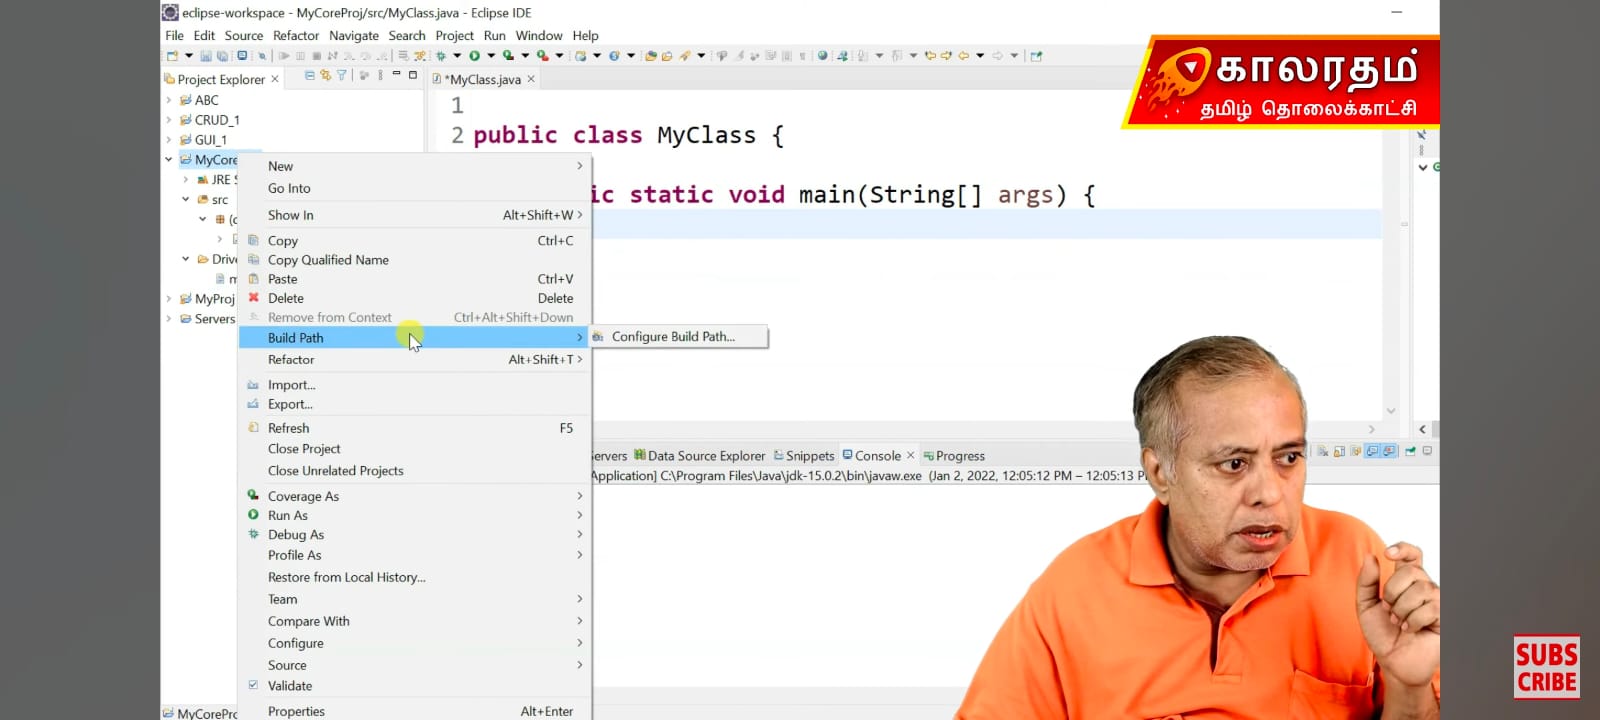 eclipse-workspace - MyCoreProj/src/MyClass.java - Eclipse IDE
File Edit Source Refactor Navigate Search Project Run Window Help
Project Explorer
*MyClass.java
காலரதம்
தமிழ் தொலைக்காட்சி
ABC
CRUD_1
GUI_1
MyCore
JRE S
src
Drive
MyProj
Servers
1
2 public class MyClass {
ic static void main(String[] args) {
New
Go Into
Show In Alt+Shift+W
Copy Ctrl+C
Copy Qualified Name
Paste Ctrl+V
Delete Delete
Remove from Context Ctrl+Alt+Shift+Down
Build Path
Configure Build Path...
Refactor Alt+Shift+T
Import...
Export...
Refresh F5
Close Project
Close Unrelated Projects
Coverage As
Run As
Debug As
Profile As
Restore from Local History...
Team
Compare With
Configure
Source
Validate
Properties Alt+Enter
ervers Data Source Explorer Snippets Console Progress
Application] C:\Program Files\Java\jdk-15.0.2\bin\javaw.exe (Jan 2, 2022, 12:05:12 PM – 12:05:13 P
MyCorePro
SUBS
CRIBE